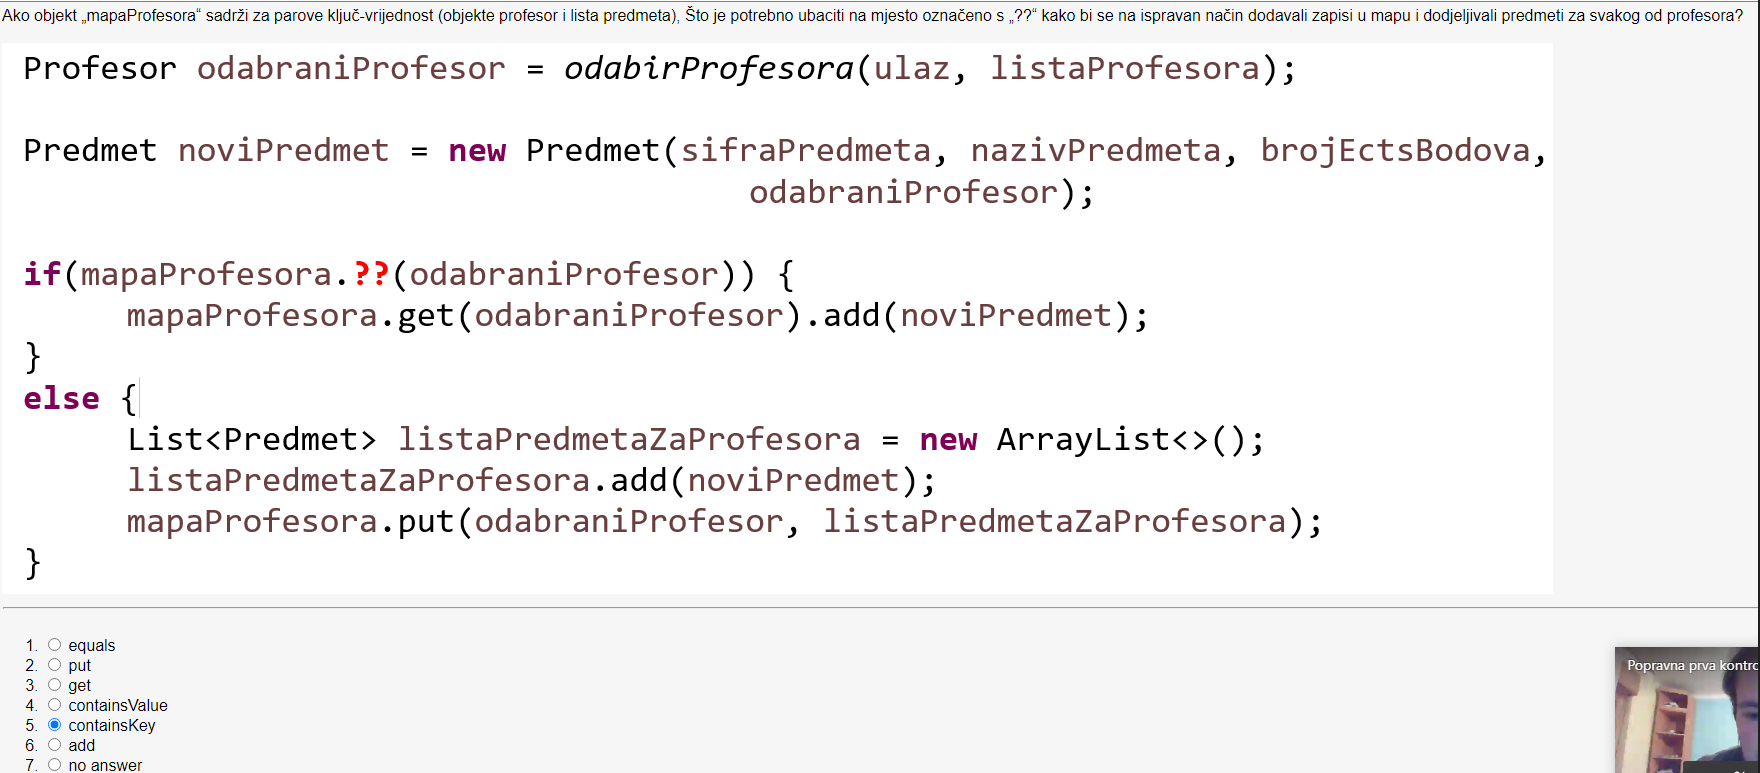 Ako objekt „mapaProfesora“ sadrži za parove ključ-vrijednost (objekte profesor i lista predmeta), Što je potrebno ubaciti na mjesto označeno s „??“ kako bi se na ispravan način dodavali zapisi u mapu i dodjeljivali predmeti za svakog od profesora?
Profesor odabraniProfesor = odabirProfesora(ulaz, listaProfesora);
Predmet noviPredmet = new Predmet(sifraPredmeta, nazivPredmeta, brojEctsBodova,
odabraniProfesor);
if(mapaProfesora.??(odabraniProfesor)) {
mapaProfesora.get(odabraniProfesor).add(noviPredmet);
}
else {
List<Predmet> listaPredmetaZaProfesora = new ArrayList<>();
listaPredmetaZaProfesora.add(noviPredmet);
mapaProfesora.put(odabraniProfesor, listaPredmetaZaProfesora);
}
1. equals
2. put
3. get
4. containsValue
5. containsKey
6. add
7. no answer
Popravna prva kontro